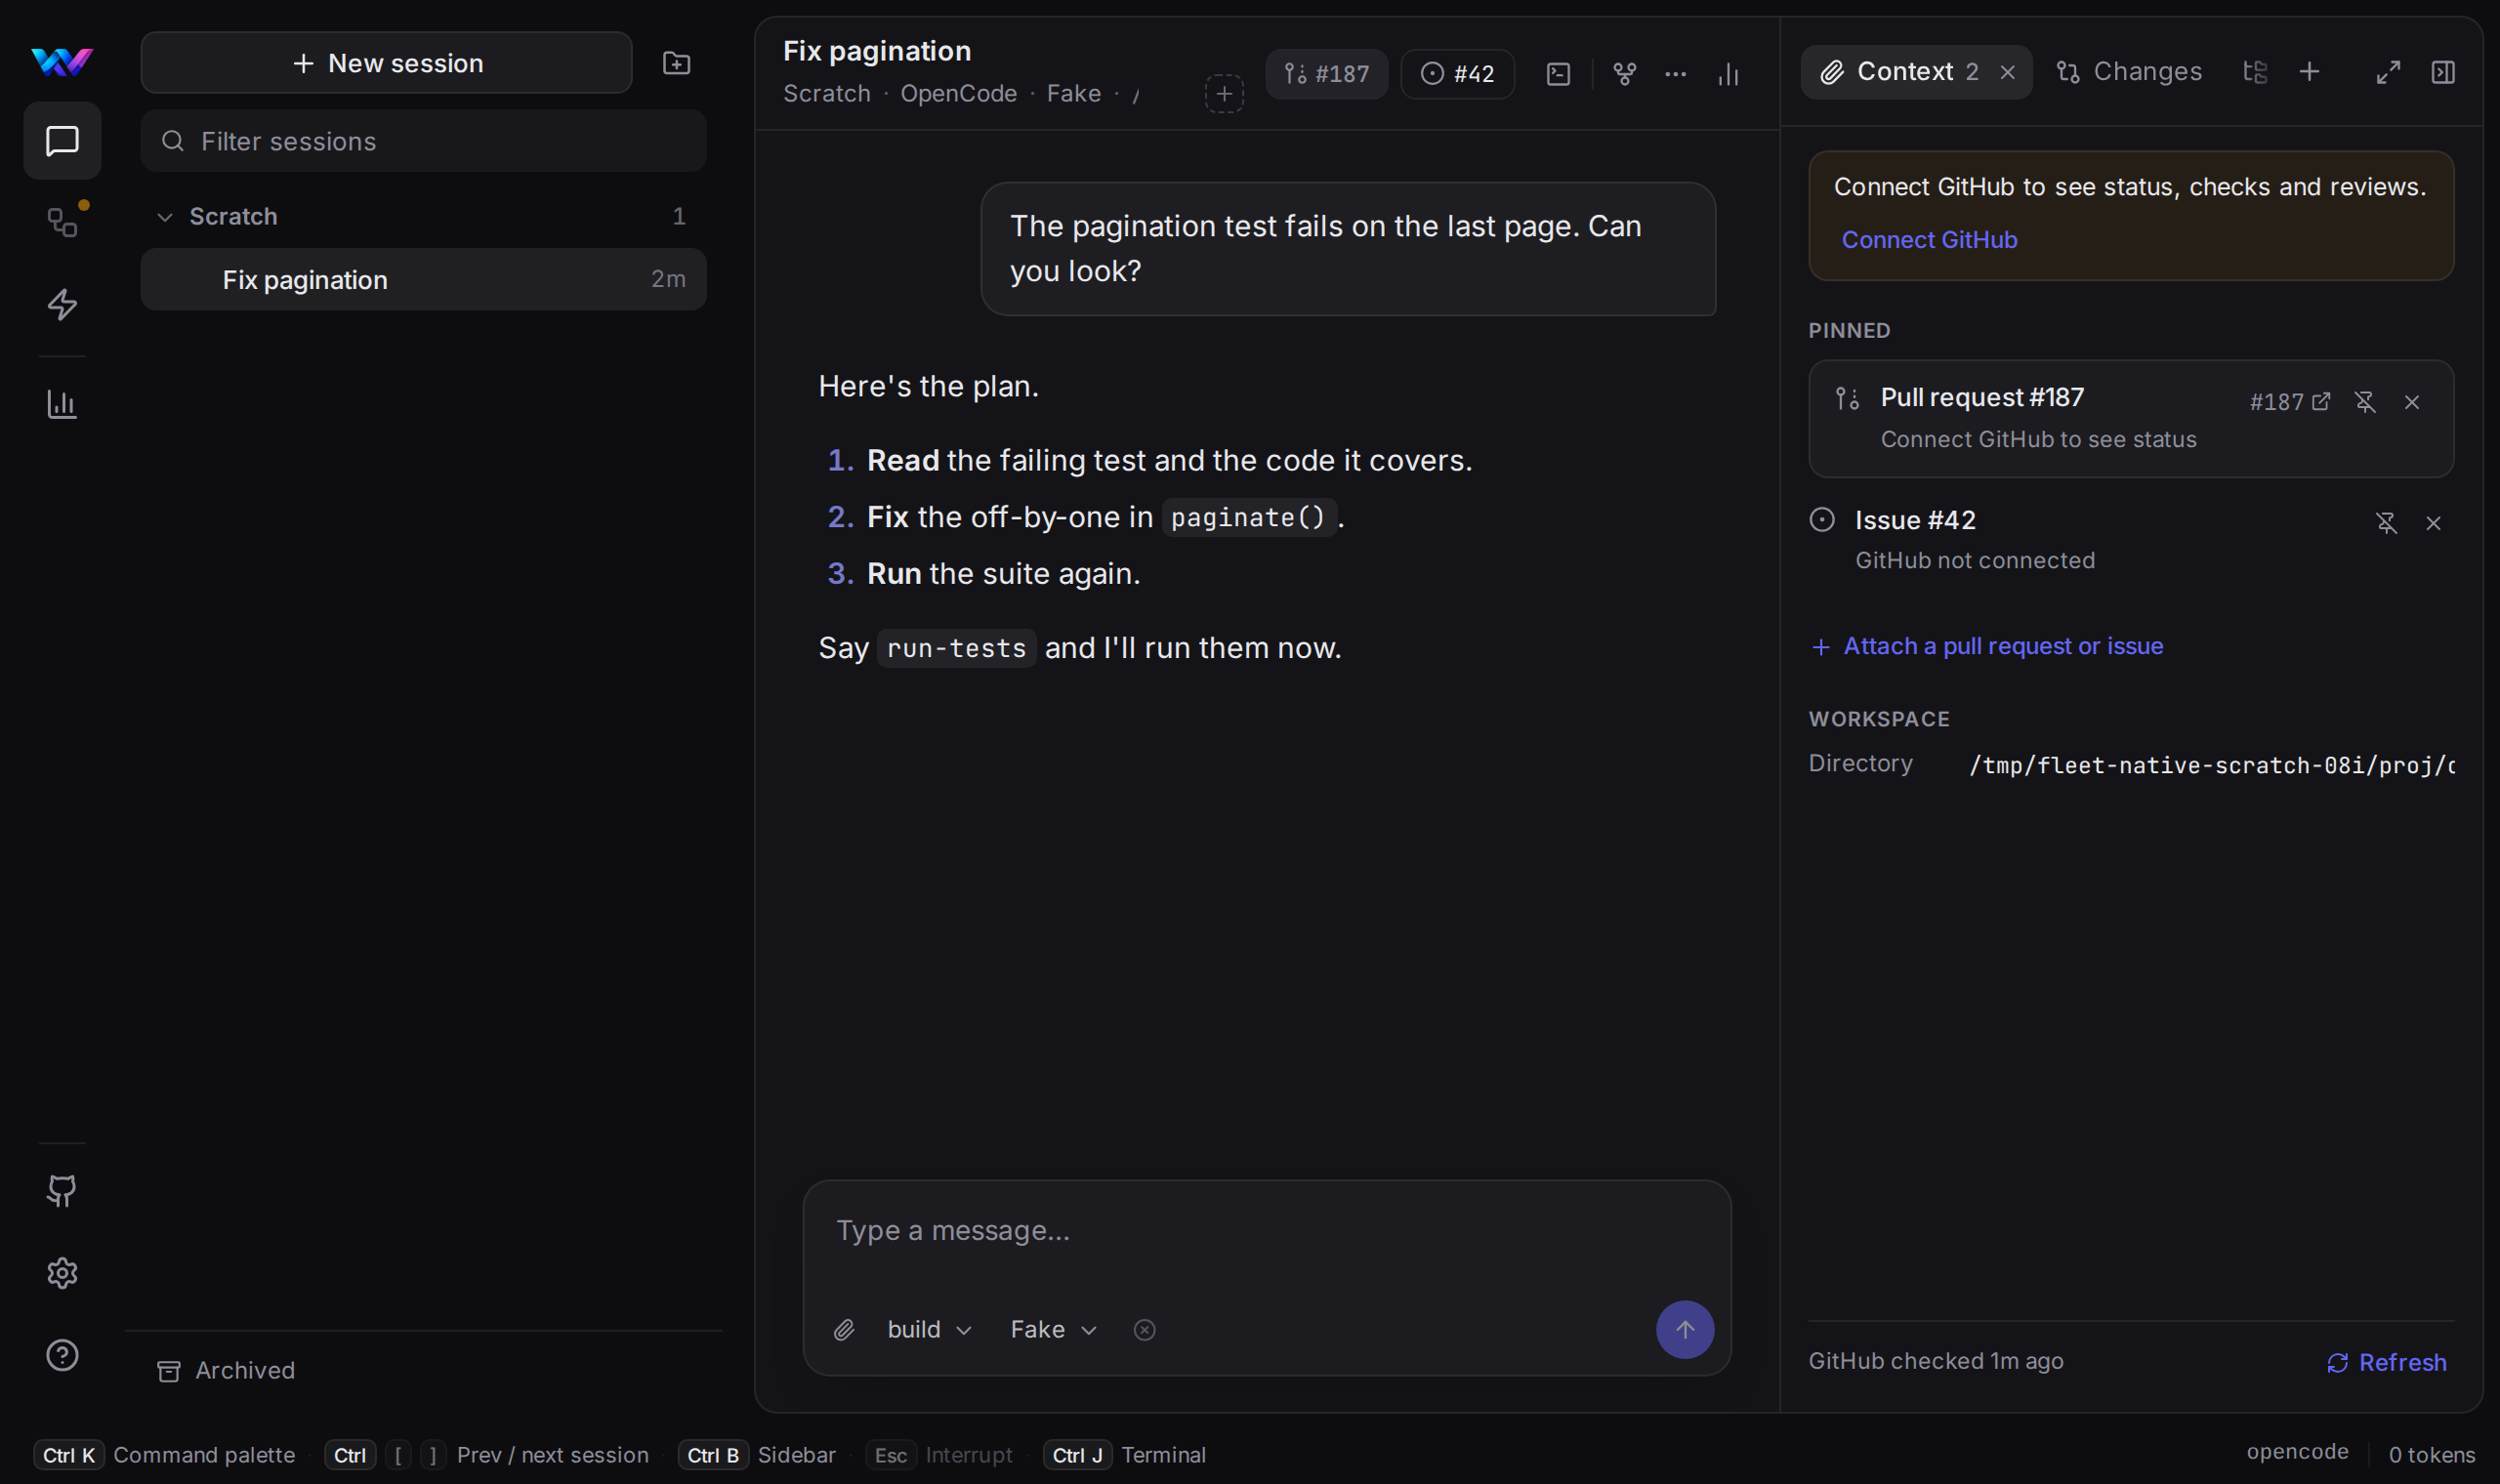 New session
Filter sessions
Scratch 1
Fix pagination 2m
Archived
Fix pagination
Scratch · OpenCode · Fake · /
#187
#42
The pagination test fails on the last page. Can
you look?
Here's the plan.
1. Read the failing test and the code it covers.
2. Fix the off-by-one in paginate().
3. Run the suite again.
Say run-tests and I'll run them now.
Type a message...
build
Fake
Context 2
Changes
Connect GitHub to see status, checks and reviews.
Connect GitHub
PINNED
Pull request #187 #187
Connect GitHub to see status
Issue #42
GitHub not connected
Attach a pull request or issue
WORKSPACE
Directory /tmp/fleet-native-scratch-08i/proj/
GitHub checked 1m ago
Refresh
Ctrl K Command palette · Ctrl [ ] Prev / next session · Ctrl B Sidebar · Esc Interrupt · Ctrl J Terminal
opencode 0 tokens